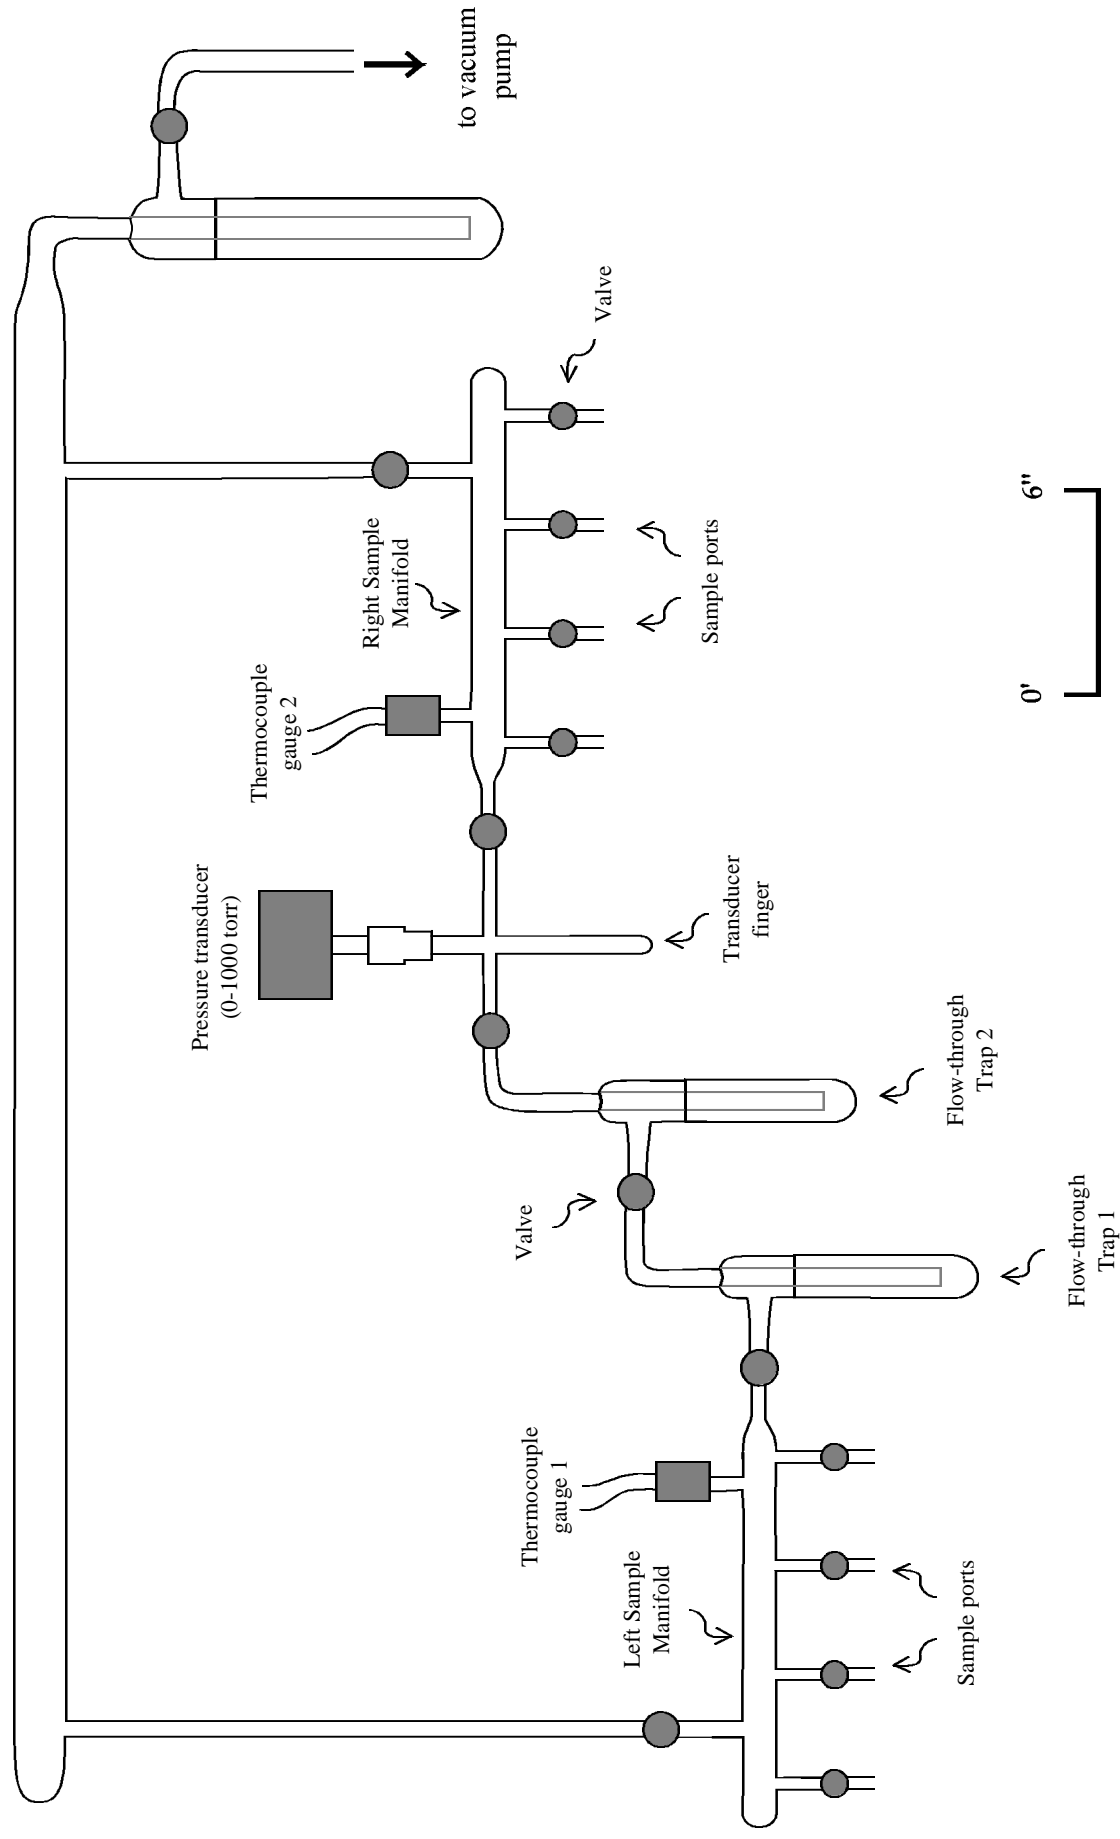 to vacuum
pump
Valve
Right Sample
Manifold
Sample ports
6"
0'
Thermocouple
gauge 2
Pressure transducer
(0-1000 torr)
Transducer
finger
Flow-through
Trap 2
Valve
Flow-through
Trap 1
Thermocouple
gauge 1
Left Sample
Manifold
Sample ports